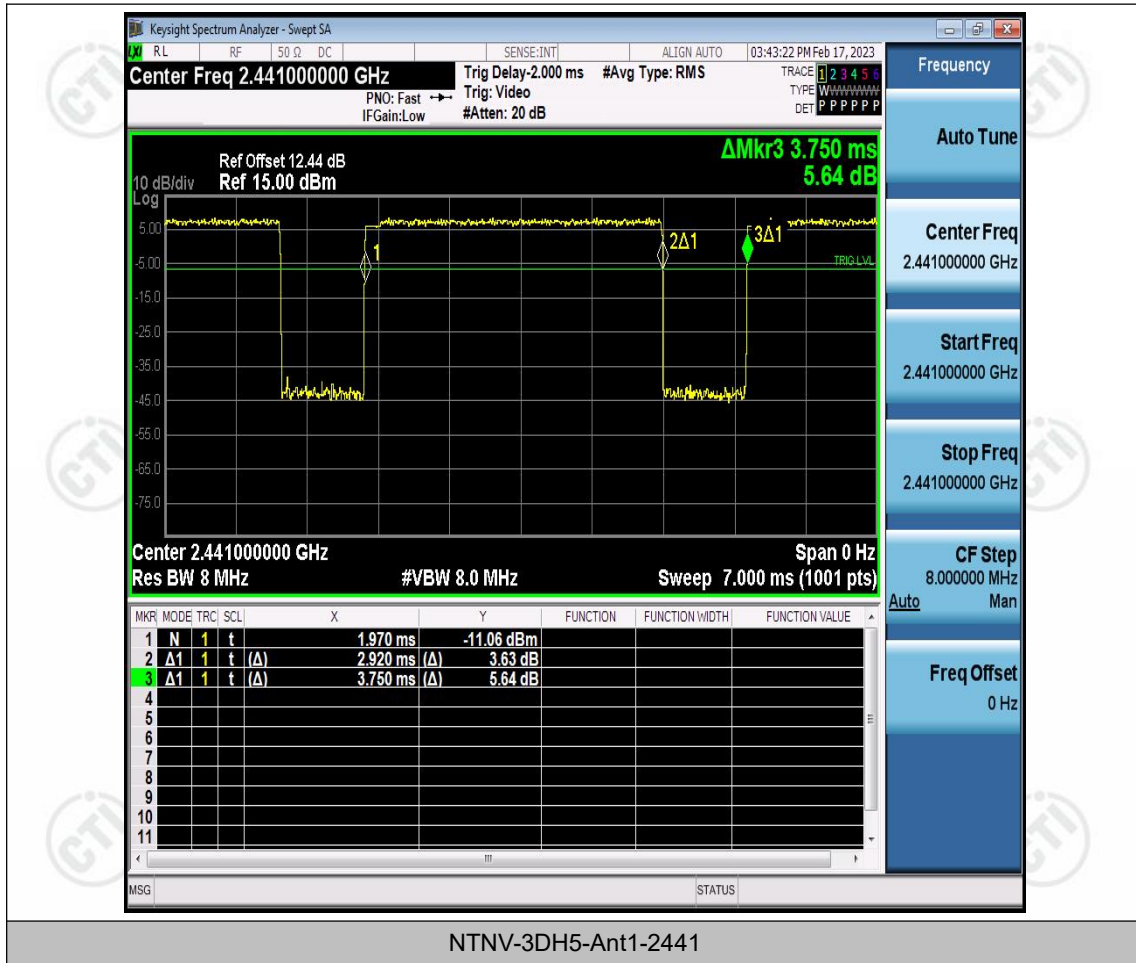 Keysight Spectrum Analyzer - Swept SA
LXI RL RF 50 Ω DC SENSE:INT ALIGN AUTO 03:43:22 PM Feb 17, 2023
Center Freq 2.441000000 GHz
PNO: Fast
IFGain:Low
Trig Delay-2.000 ms
Trig: Video
#Atten: 20 dB
#Avg Type: RMS
TRACE 1 2 3 4 5 6
TYPE WWWWWW
DET P P P P P P
ΔMkr3 3.750 ms
5.64 dB
Ref Offset 12.44 dB
10 dB/div Ref 15.00 dBm
Log
5.00
-5.00
-15.0
-25.0
-35.0
-45.0
-55.0
-65.0
-75.0
1
2Δ1
3Δ1
TRIG LVL
Center 2.441000000 GHz Span 0 Hz
Res BW 8 MHz #VBW 8.0 MHz Sweep 7.000 ms (1001 pts)
MKR MODE TRC SCL X Y FUNCTION FUNCTION WIDTH FUNCTION VALUE
1 N 1 t 1.970 ms -11.06 dBm
2 Δ1 1 t (Δ) 2.920 ms (Δ) 3.63 dB
3 Δ1 1 t (Δ) 3.750 ms (Δ) 5.64 dB
4
5
6
7
8
9
10
11
MSG STATUS
Frequency
Auto Tune
Center Freq
2.441000000 GHz
Start Freq
2.441000000 GHz
Stop Freq
2.441000000 GHz
CF Step
8.000000 MHz
Auto Man
Freq Offset
0 Hz
CTI
CTI
CTI
CTI
CTI
CTI
NTNV-3DH5-Ant1-2441